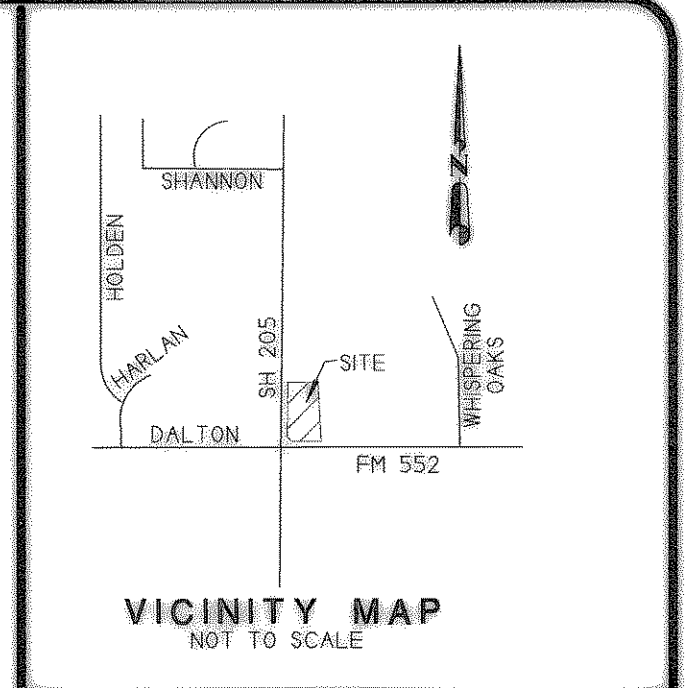 SHANNON
N
HOLDEN
HARLAN
SH 205
SITE
WHISPERING
OAKS
DALTON
FM 552
VICINITY MAP
NOT TO SCALE